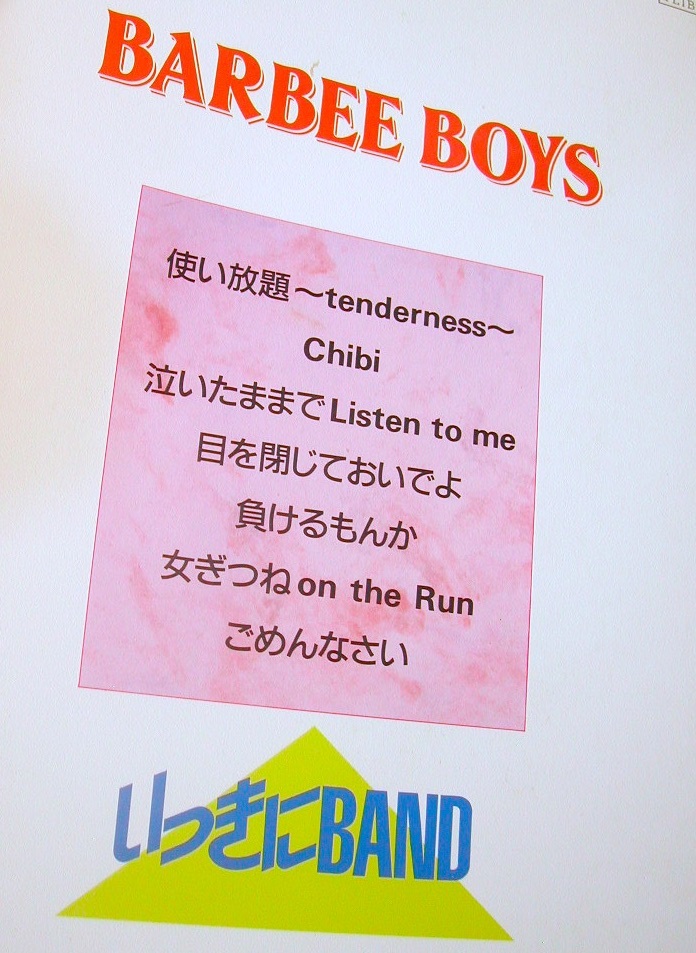 BARBEE BOYS
使い放題～tenderness～
Chibi
泣いたままでListen to me
目を閉じておいでよ
負けるもんか
女ぎつねon the Run
ごめんなさい
いっきにBAND